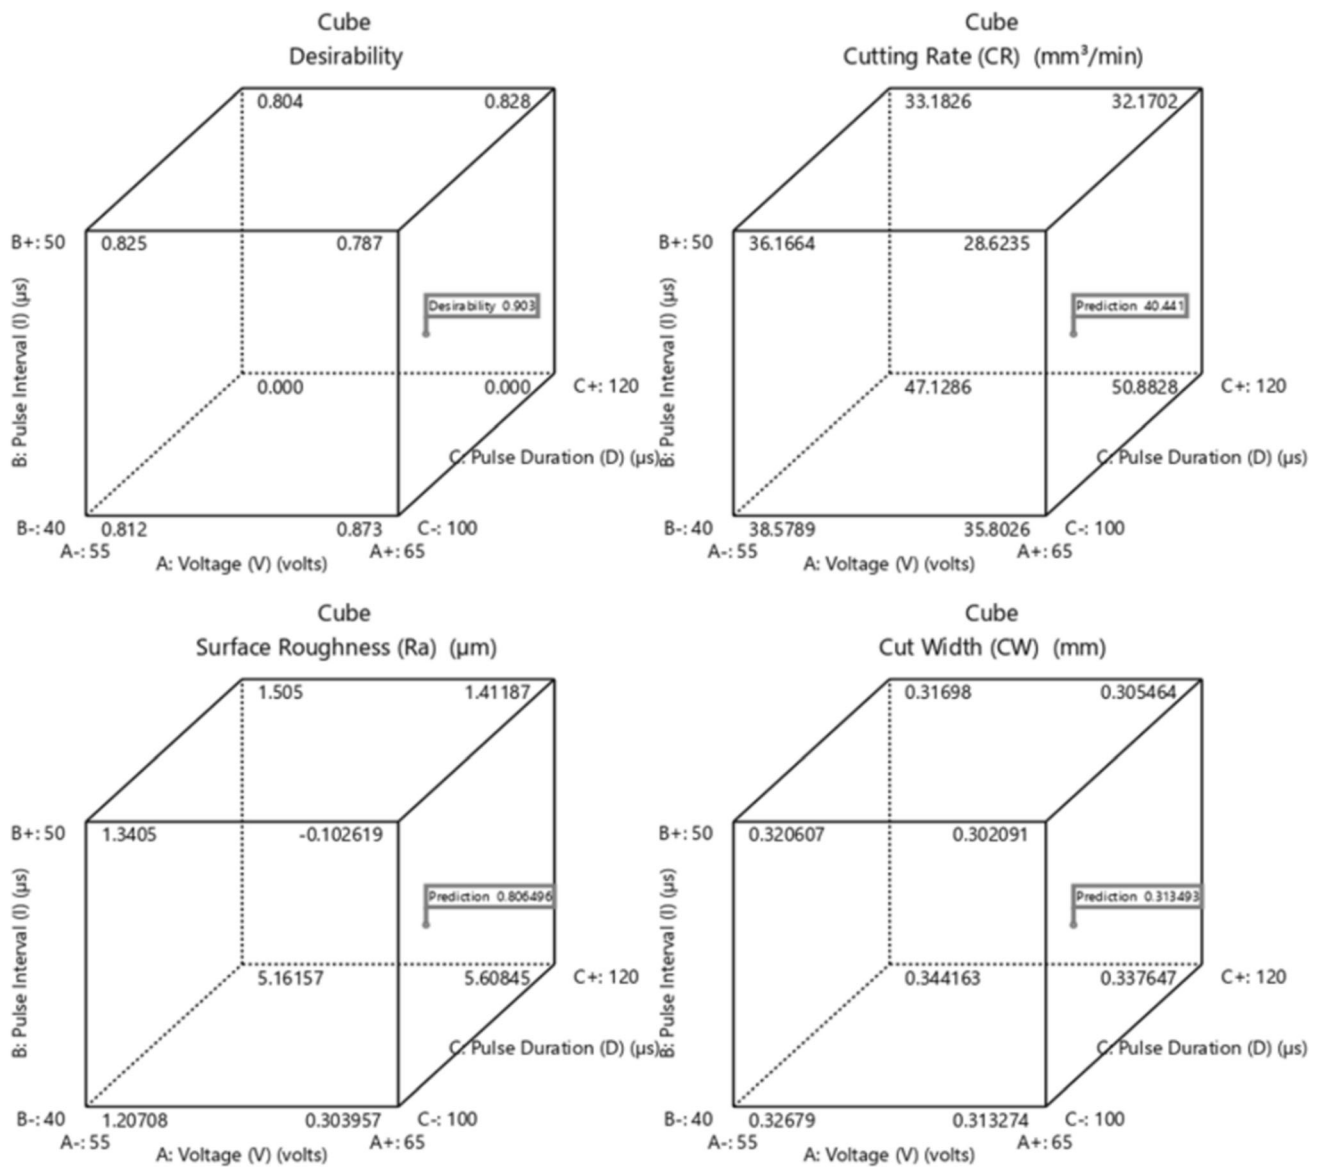 Cube
Desirability
0.804 0.828
B+: 50 0.825 0.787
Desirability 0.903
B: Pulse Interval (I) (µs)
0.000 0.000 C+: 120
C: Pulse Duration (D) (µs)
B-: 40 0.812 0.873 C-: 100
A-: 55 A+: 65
A: Voltage (V) (volts)
Cube
Cutting Rate (CR) (mm³/min)
33.1826 32.1702
B+: 50 36.1664 28.6235
Prediction 40.441
B: Pulse Interval (I) (µs)
47.1286 50.8828 C+: 120
C: Pulse Duration (D) (µs)
B-: 40 38.5789 35.8026 C-: 100
A-: 55 A+: 65
A: Voltage (V) (volts)
Cube
Surface Roughness (Ra) (µm)
1.505 1.41187
B+: 50 1.3405 -0.102619
Prediction 0.806496
B: Pulse Interval (I) (µs)
5.16157 5.60845 C+: 120
C: Pulse Duration (D) (µs)
B-: 40 1.20708 0.303957 C-: 100
A-: 55 A+: 65
A: Voltage (V) (volts)
Cube
Cut Width (CW) (mm)
0.31698 0.305464
B+: 50 0.320607 0.302091
Prediction 0.313493
B: Pulse Interval (I) (µs)
0.344163 0.337647 C+: 120
C: Pulse Duration (D) (µs)
B-: 40 0.32679 0.313274 C-: 100
A-: 55 A+: 65
A: Voltage (V) (volts)